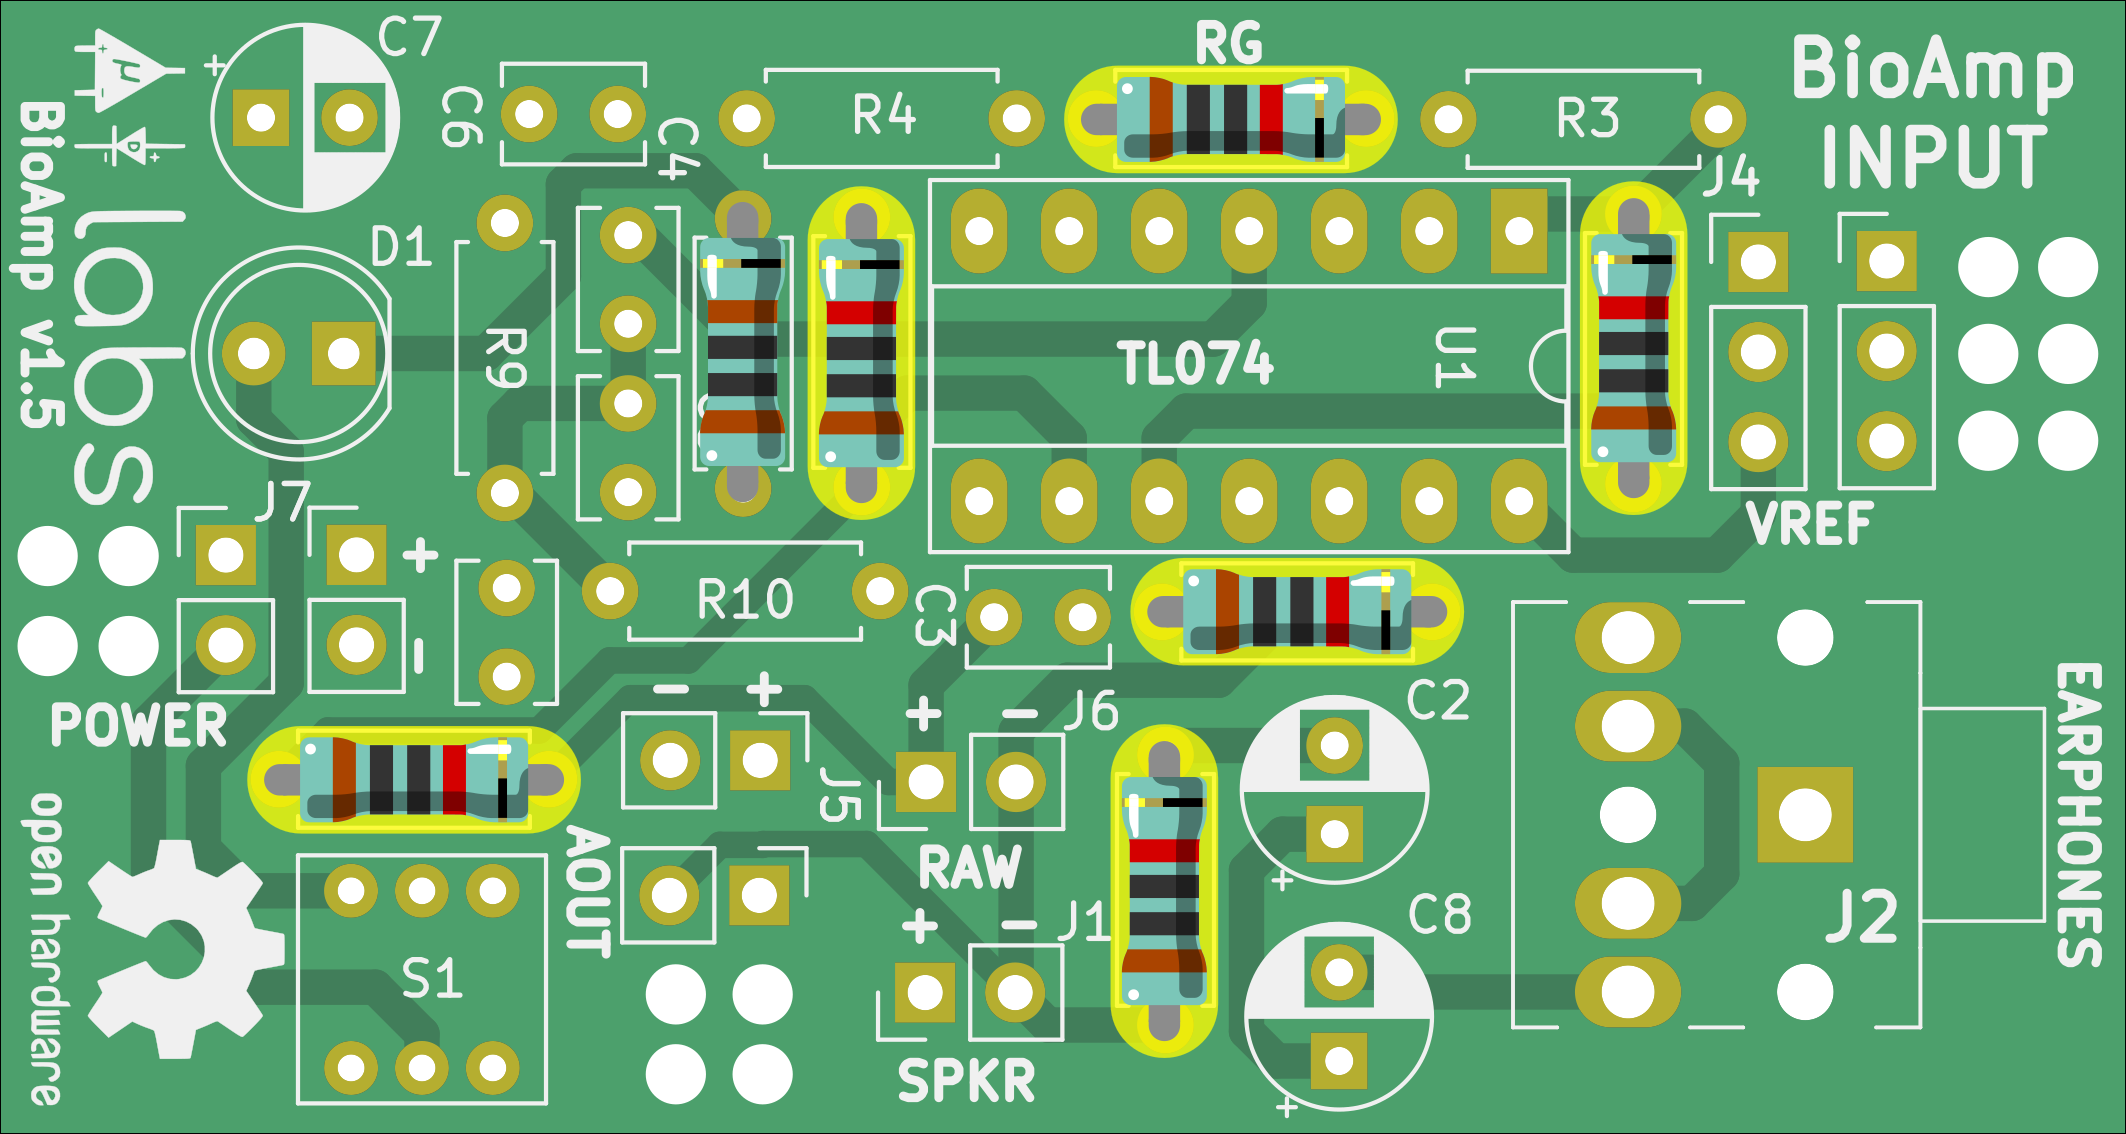 C7
RG
BioAmp
INPUT
C6
R4
R3
C4
J4
μ
D
BioAmp v1.5
labs
D1
R9
TL074
U1
VREF
J7
R10
C3
POWER
J6
C2
J5
RAW
AOUT
J1
C8
J2
EARPHONES
S1
SPKR
open hardware